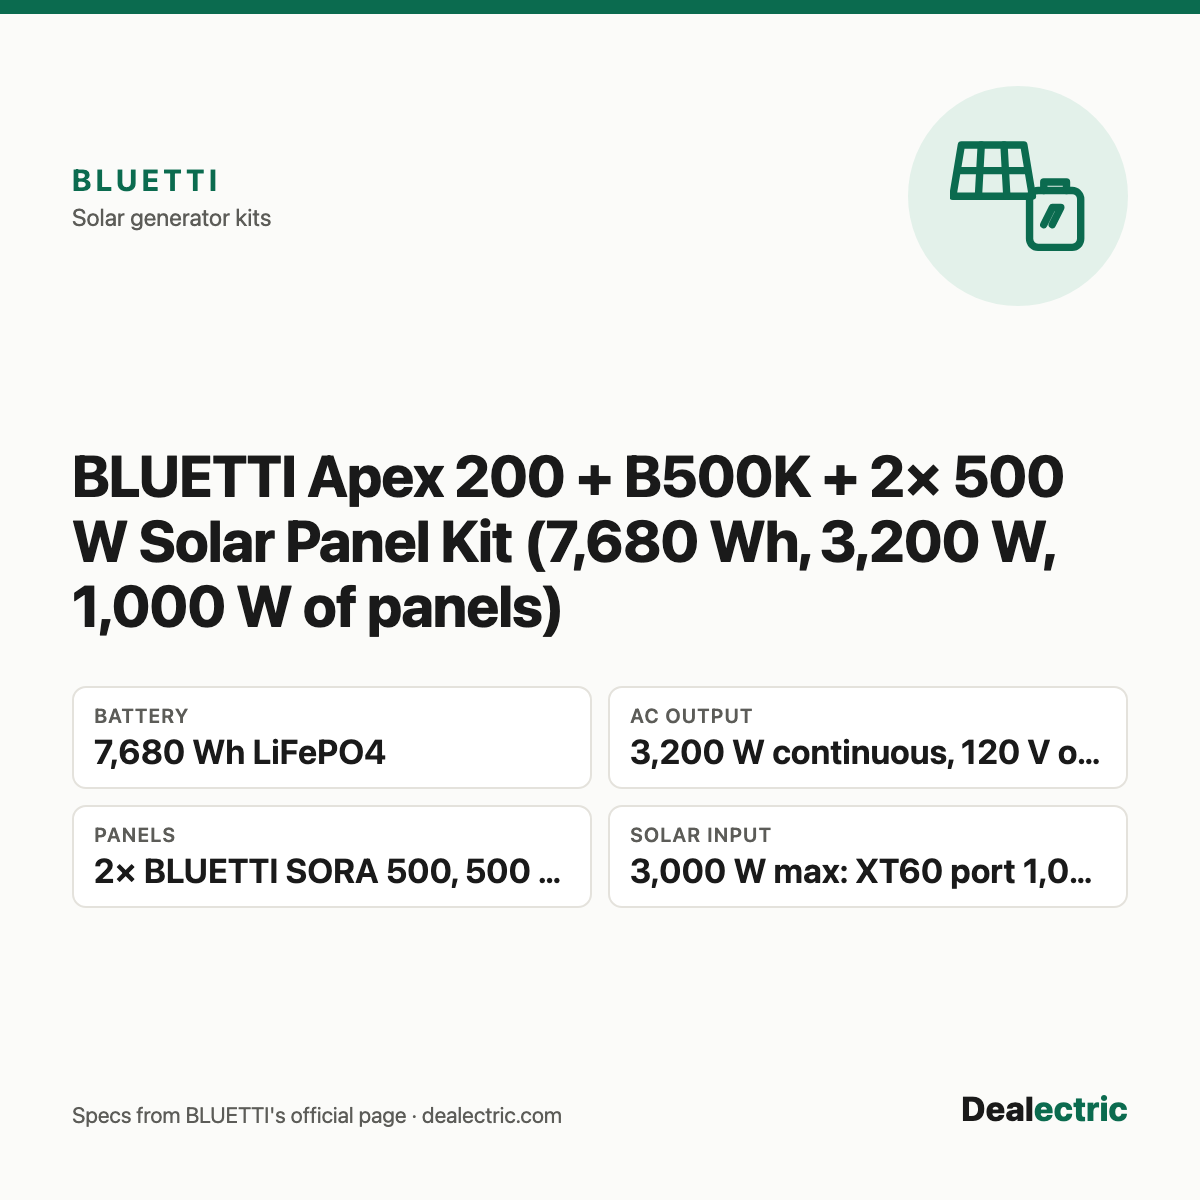 BLUETTI
Solar generator kits
BLUETTI Apex 200 + B500K + 2× 500
W Solar Panel Kit (7,680 Wh, 3,200 W,
1,000 W of panels)
BATTERY
7,680 Wh LiFePO4
AC OUTPUT
3,200 W continuous, 120 V o...
PANELS
2× BLUETTI SORA 500, 500 ...
SOLAR INPUT
3,000 W max: XT60 port 1,0...
Specs from BLUETTI's official page · dealectric.com
Dealectric